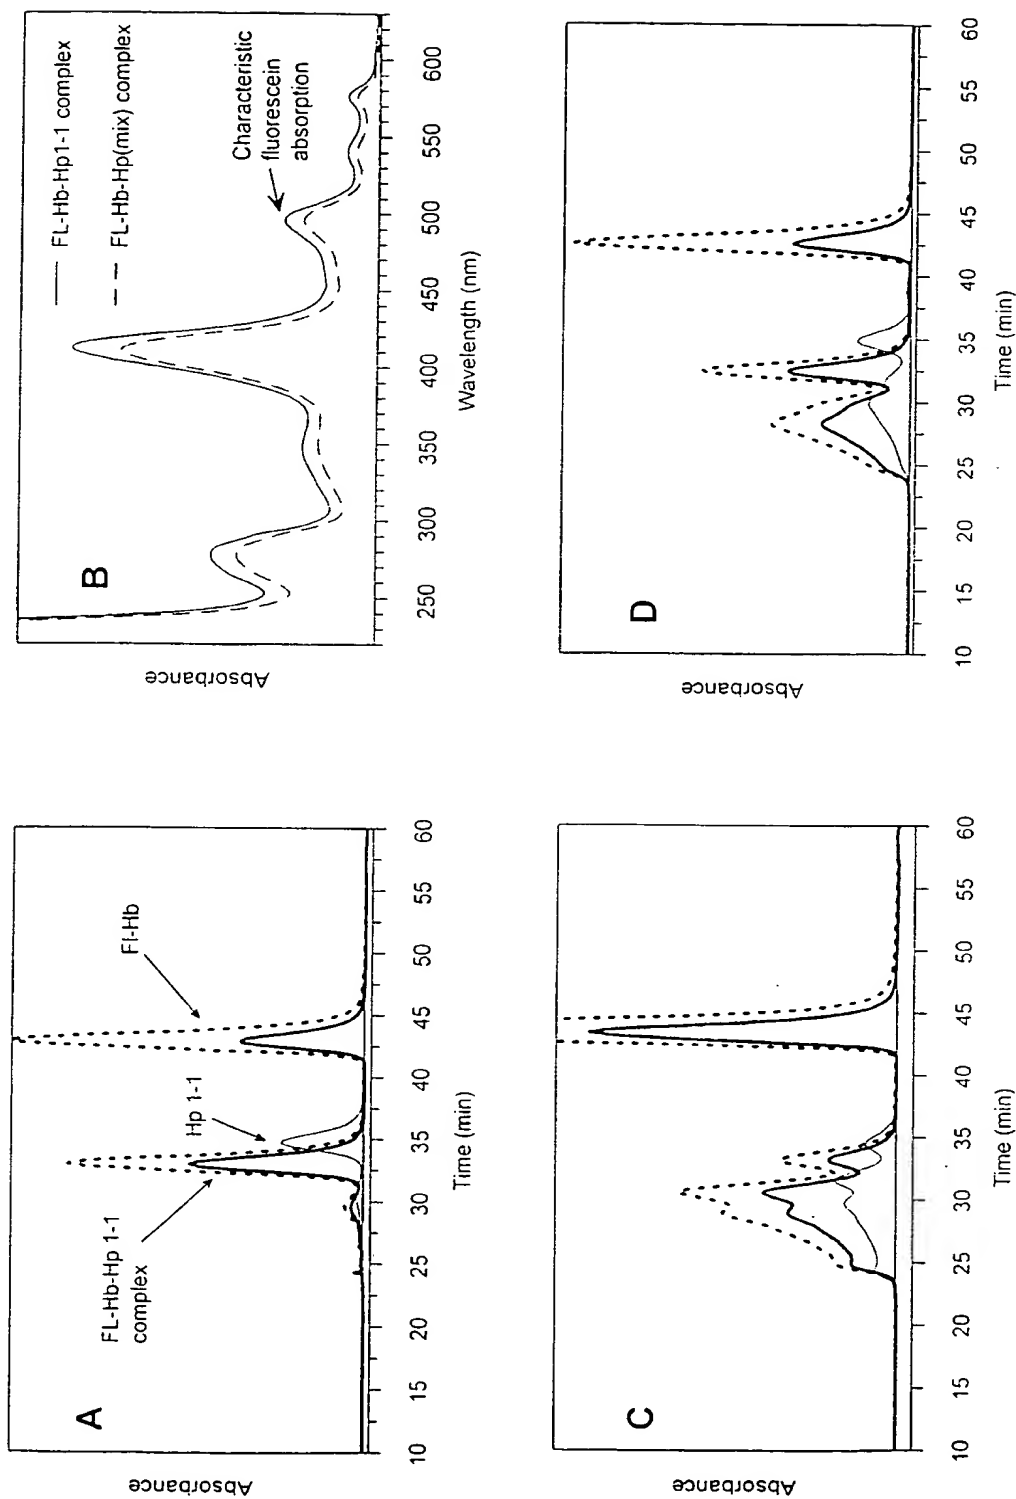 A
Absorbance
FL-Hb-Hp 1-1
complex
Hp 1-1
Fl-Hb
10 15 20 25 30 35 40 45 50 55 60
Time (min)
B
Absorbance
FL-Hb-Hp1-1 complex
FL-Hb-Hp(mix) complex
Characteristic
fluorescein
absorption
250 300 350 400 450 500 550 600
Wavelength (nm)
C
Absorbance
10 15 20 25 30 35 40 45 50 55 60
Time (min)
D
Absorbance
10 15 20 25 30 35 40 45 50 55 60
Time (min)